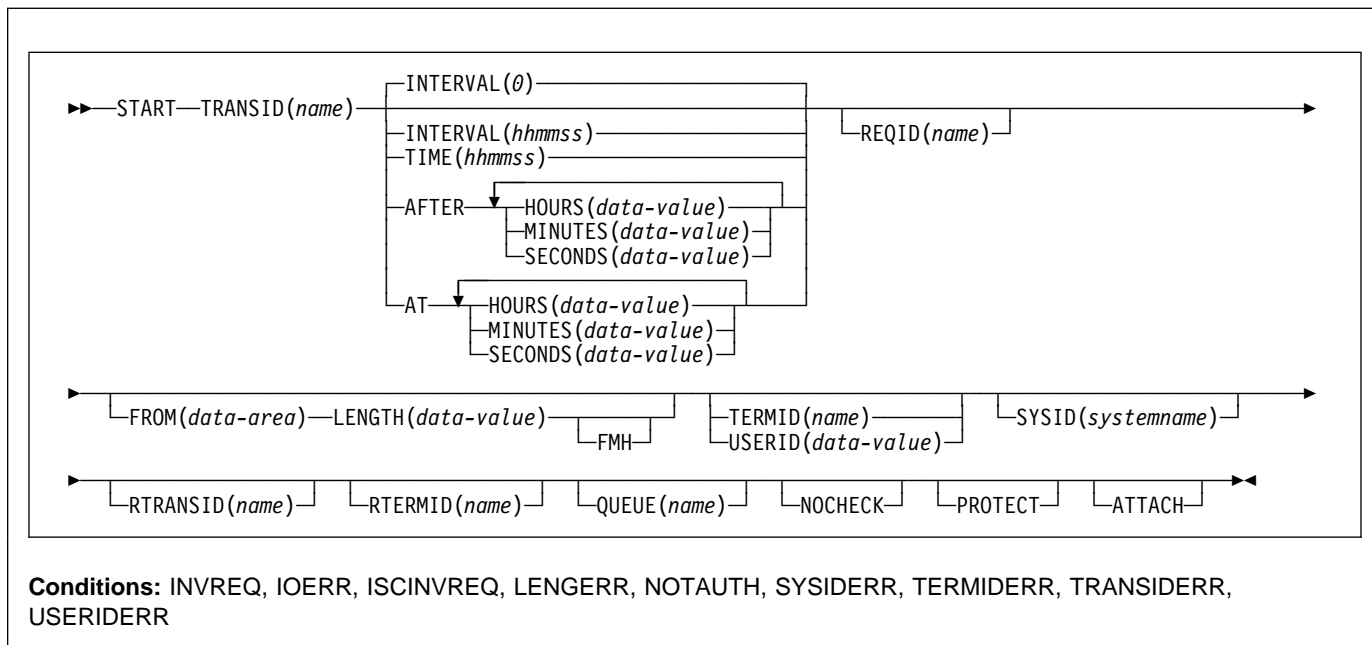 INTERVAL(0)
START TRANSID(name)
INTERVAL(hhmmss) REQID(name)
TIME(hhmmss)
AFTER HOURS(data-value)
MINUTES(data-value)
SECONDS(data-value)
AT HOURS(data-value)
MINUTES(data-value)
SECONDS(data-value)
FROM(data-area) LENGTH(data-value) TERMID(name) SYSID(systemname)
FMH USERID(data-value)
RTRANSID(name) RTERMID(name) QUEUE(name) NOCHECK PROTECT ATTACH
Conditions: INVREQ, IOERR, ISCINVREQ, LENGERR, NOTAUTH, SYSIDERR, TERMIDERR, TRANSIDERR,
USERIDERR